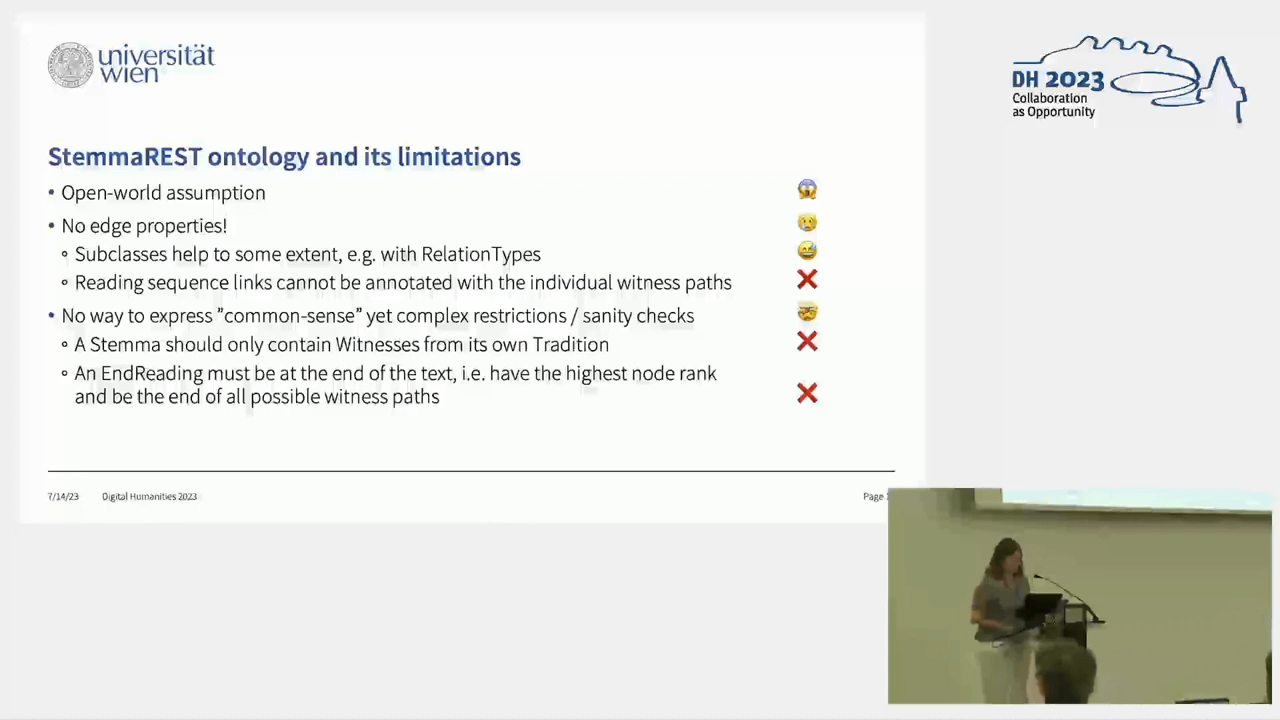 universität
wien
DH 2023
Collaboration
as Opportunity
StemmaREST ontology and its limitations
• Open-world assumption
• No edge properties!
∘ Subclasses help to some extent, e.g. with RelationTypes
∘ Reading sequence links cannot be annotated with the individual witness paths
• No way to express ”common-sense” yet complex restrictions / sanity checks
∘ A Stemma should only contain Witnesses from its own Tradition
∘ An EndReading must be at the end of the text, i.e. have the highest node rank
and be the end of all possible witness paths
7/14/23 Digital Humanities 2023 Page